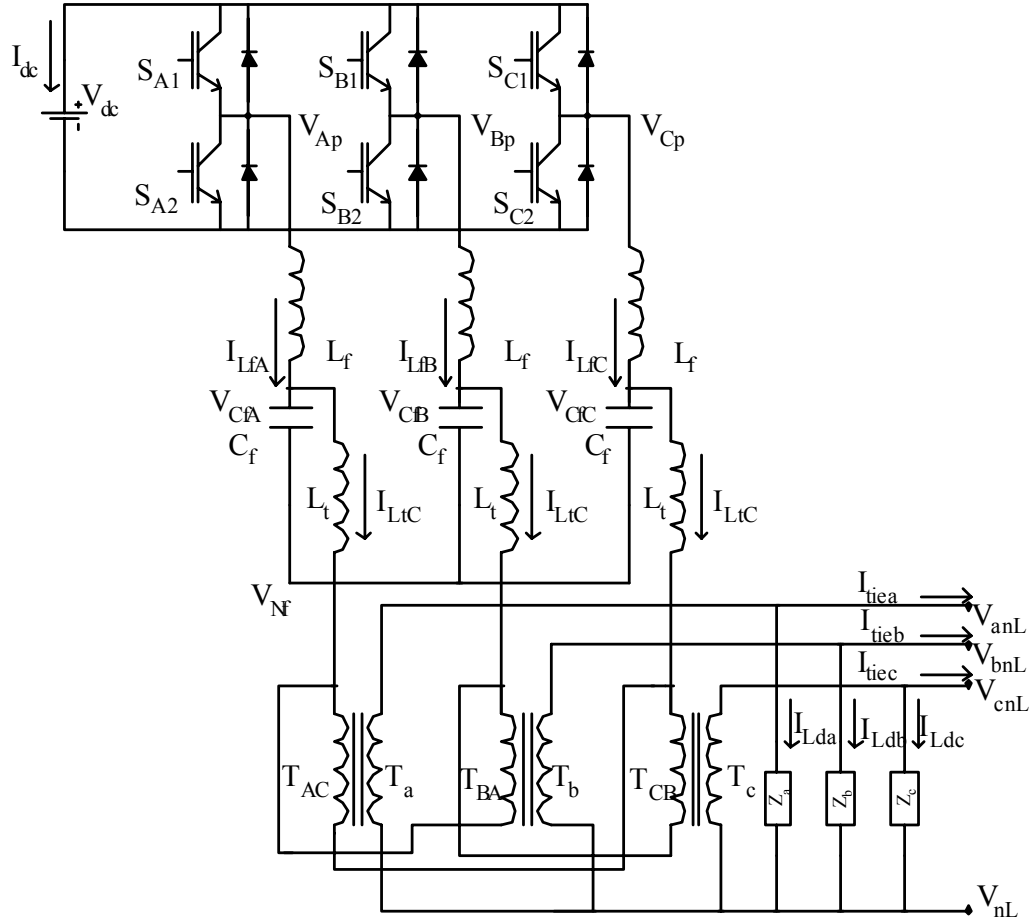 I_dc
V_dc
+
-
S_A1
S_B1
S_C1
V_Ap
V_Bp
V_Cp
S_A2
S_B2
S_C2
I_LfA
L_f
I_LfB
L_f
I_LfC
L_f
V_CfA
V_CfB
V_CfC
C_f
C_f
C_f
L_t
I_LtC
L_t
I_LtC
L_t
I_LtC
V_Nf
I_tiea
V_anL
I_tieb
V_bnL
I_tiec
V_cnL
I_Lda
I_Ldb
I_Ldc
T_AC
T_a
T_BA
T_b
T_CB
T_c
Z_a
Z_b
Z_c
V_nL